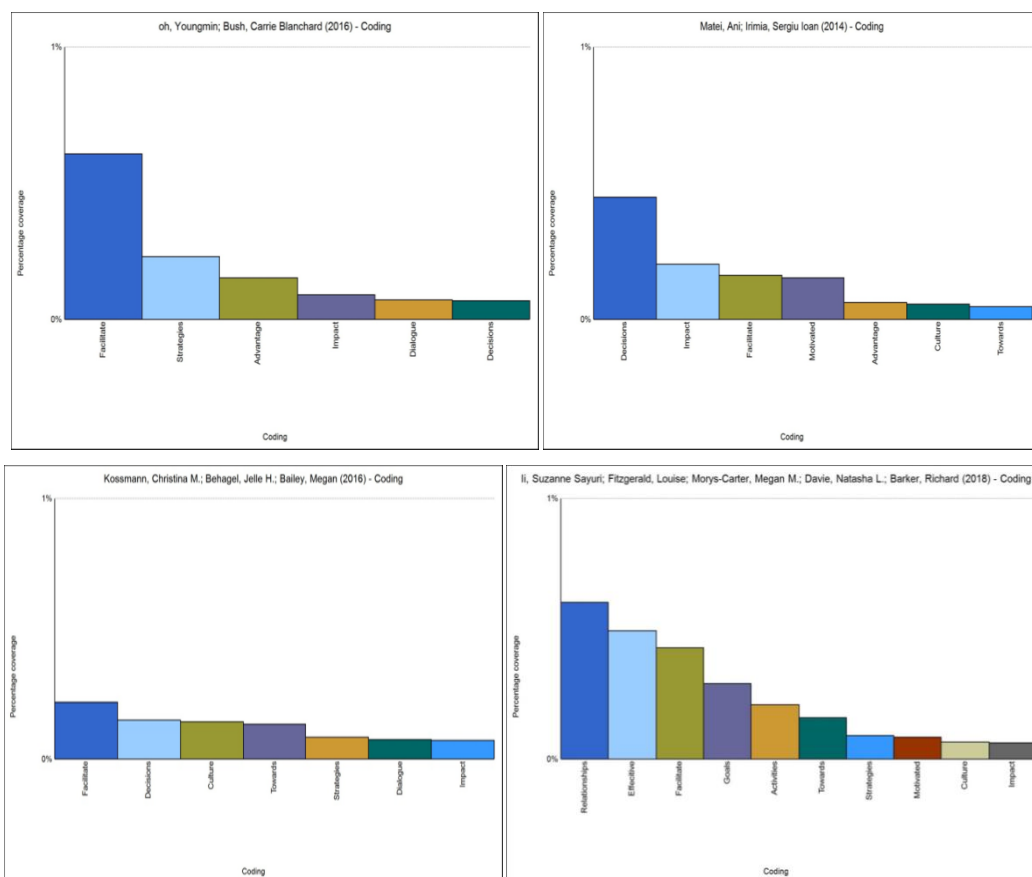 oh, Youngmin; Bush, Carrie Blanchard (2016) - Coding
1%
Percentage coverage
0%
Facilitate
Strategies
Advantage
Impact
Dialogue
Decisions
Coding
Matei, Ani; Irimia, Sergiu Ioan (2014) - Coding
1%
Percentage coverage
0%
Decisions
Impact
Facilitate
Motivated
Advantage
Culture
Towards
Coding
Kossmann, Christina M.; Behagel, Jelle H.; Bailey, Megan (2016) - Coding
1%
Percentage coverage
0%
Facilitate
Decisions
Culture
Towards
Strategies
Dialogue
Impact
Coding
li, Suzanne Sayuri; Fitzgerald, Louise; Morys-Carter, Megan M.; Davie, Natasha L.; Barker, Richard (2018) - Coding
1%
Percentage coverage
0%
Relationships
Effecitive
Facilitate
Goals
Activities
Towards
Strategies
Motivated
Culture
Impact
Coding